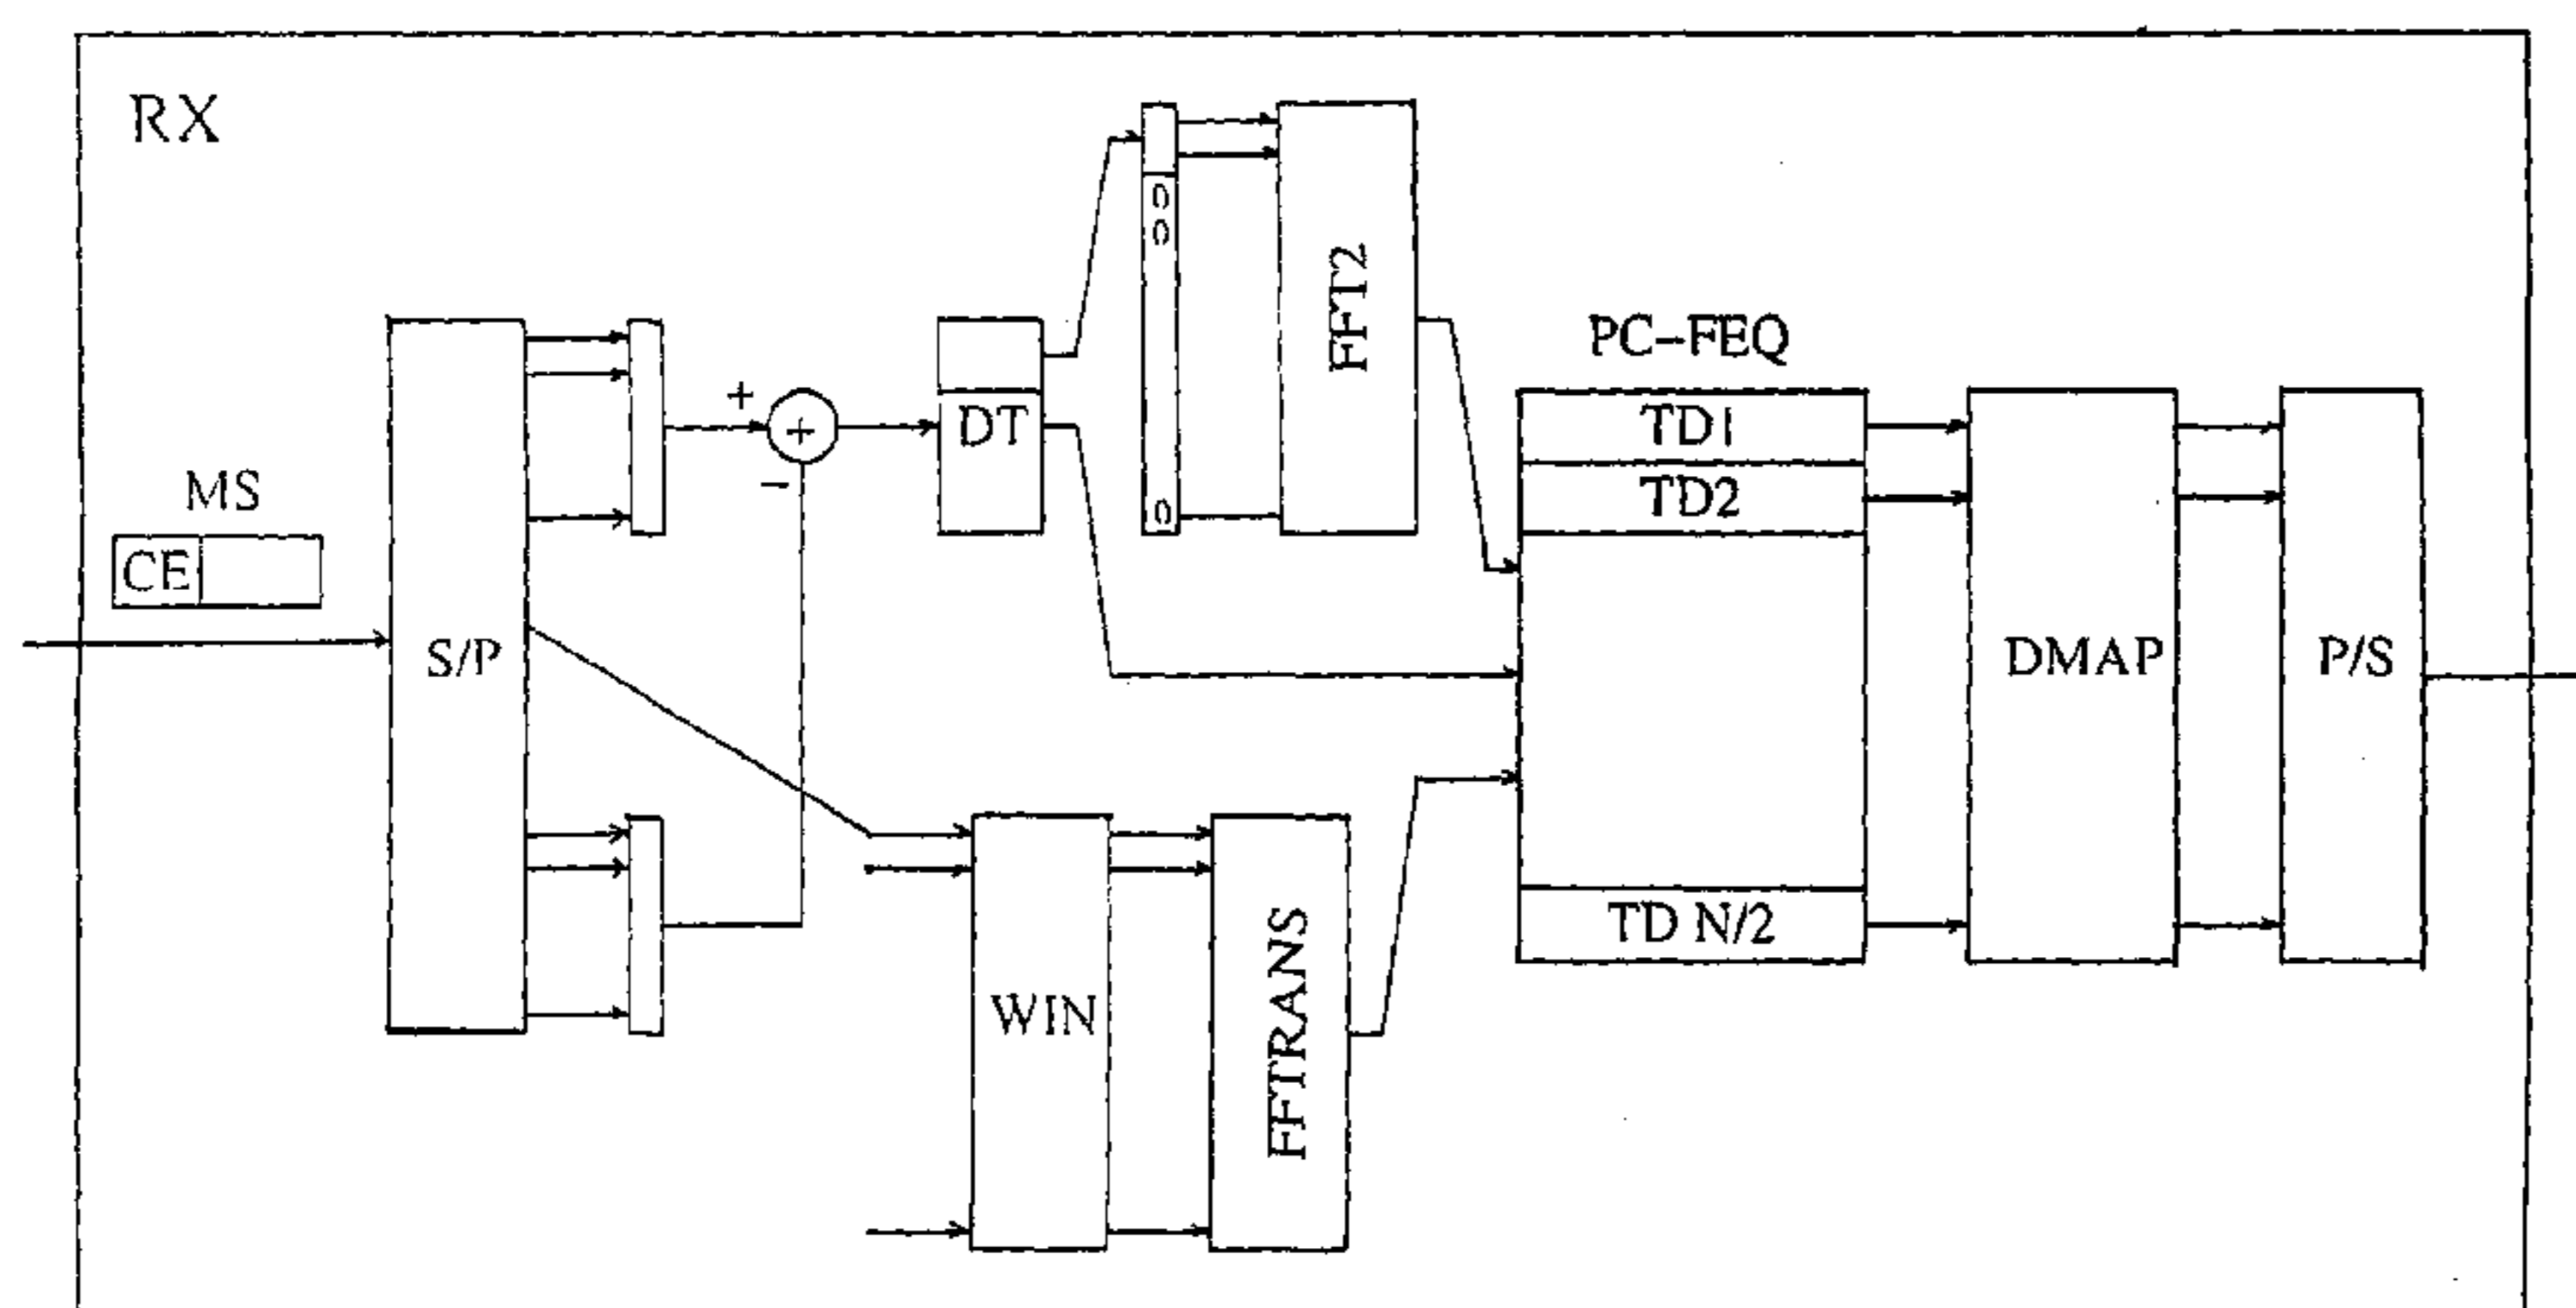 RX
0
0
0
FFT2
PC-FEQ
+
+
-
DT
TD1
TD2
MS
CE
S/P
DMAP
P/S
TD N/2
WIN
FFTRANS